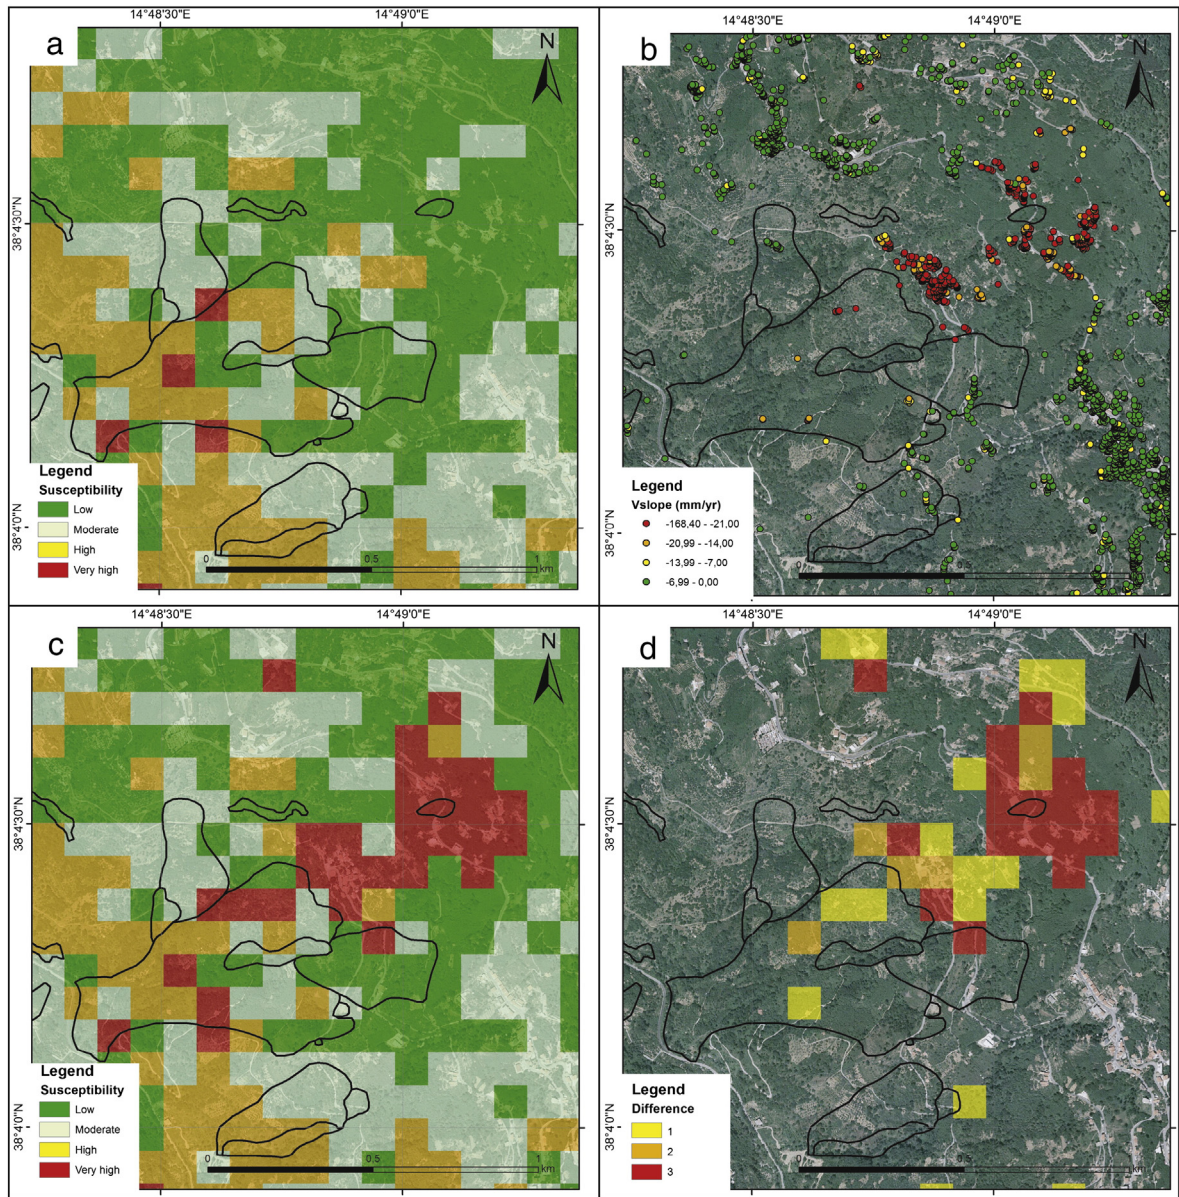 14°48'30"E
14°49'0"E
a
N
38°4'30"N
38°4'0"N
Legend
Susceptibility
Low
Moderate
High
Very high
0
0.5
1
km
14°48'30"E
14°49'0"E
b
N
38°4'30"N
38°4'0"N
Legend
Vslope (mm/yr)
-168,40 - -21,00
-20,99 - -14,00
-13,99 - -7,00
-6,99 - 0,00
0
0.5
14°48'30"E
14°49'0"E
c
N
38°4'30"N
38°4'0"N
Legend
Susceptibility
Low
Moderate
High
Very high
0
0.5
1
km
14°48'30"E
14°49'0"E
d
N
38°4'30"N
38°4'0"N
Legend
Difference
1
2
3
0
0.5
1
km